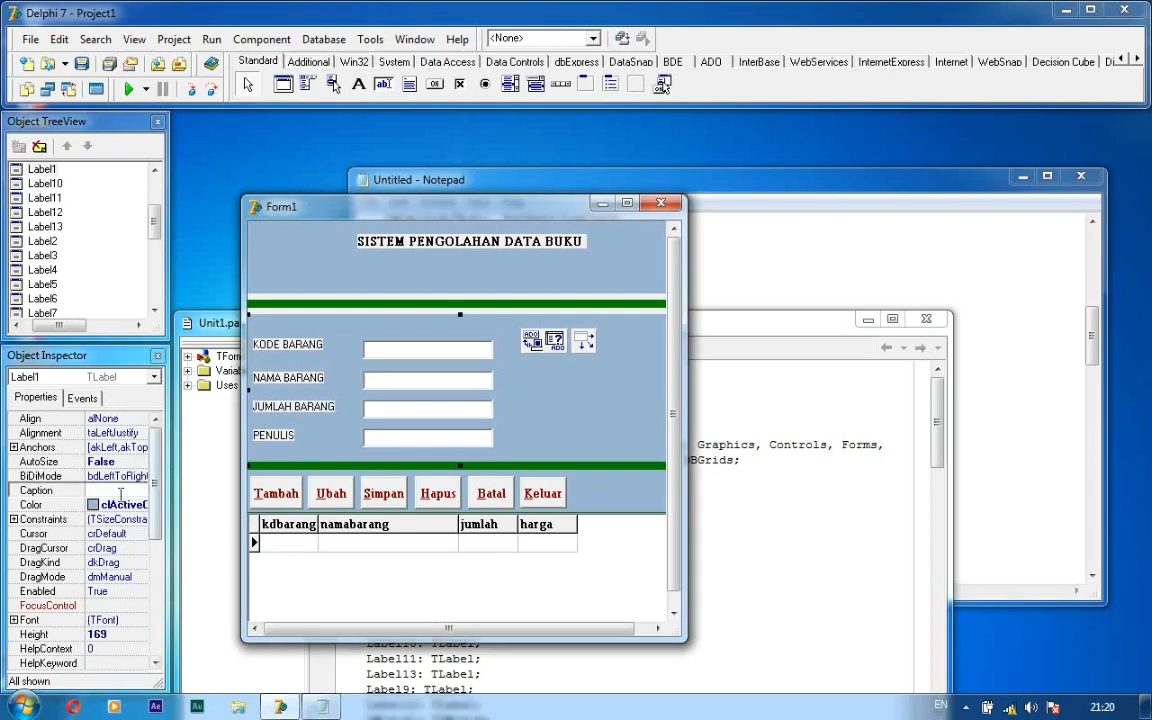 Delphi 7 - Project1
File Edit Search View Project Run Component Database Tools Window Help <None>
Standard Additional Win32 System Data Access Data Controls dbExpress DataSnap BDE ADO InterBase WebServices InternetExpress Internet WebSnap Decision Cube
Object TreeView
Label1
Label10
Label11
Label12
Label13
Label2
Label3
Label4
Label5
Label6
Label7
Object Inspector
Label1 TLabel
Properties Events
Align alNone
Alignment taLeftJustify
Anchors [akLeft,akTop
AutoSize False
BiDiMode bdLeftToRight
Caption
Color clActiveC
Constraints (TSizeConstra
Cursor crDefault
DragCursor crDrag
DragKind dkDrag
DragMode dmManual
Enabled True
FocusControl
Font (TFont)
Height 169
HelpContext 0
HelpKeyword
All shown
Untitled - Notepad
Form1
SISTEM PENGOLAHAN DATA BUKU
KODE BARANG
NAMA BARANG
JUMLAH BARANG
PENULIS
Tambah Ubah Simpan Hapus Batal Keluar
kdbarang namabarang jumlah harga
Unit1.pa
TFor
Variab
Uses
Graphics, Controls, Forms,
BGrids;
Label10: TLabel;
Label11: TLabel;
Label13: TLabel;
Label9: TLabel;
EN 21:20